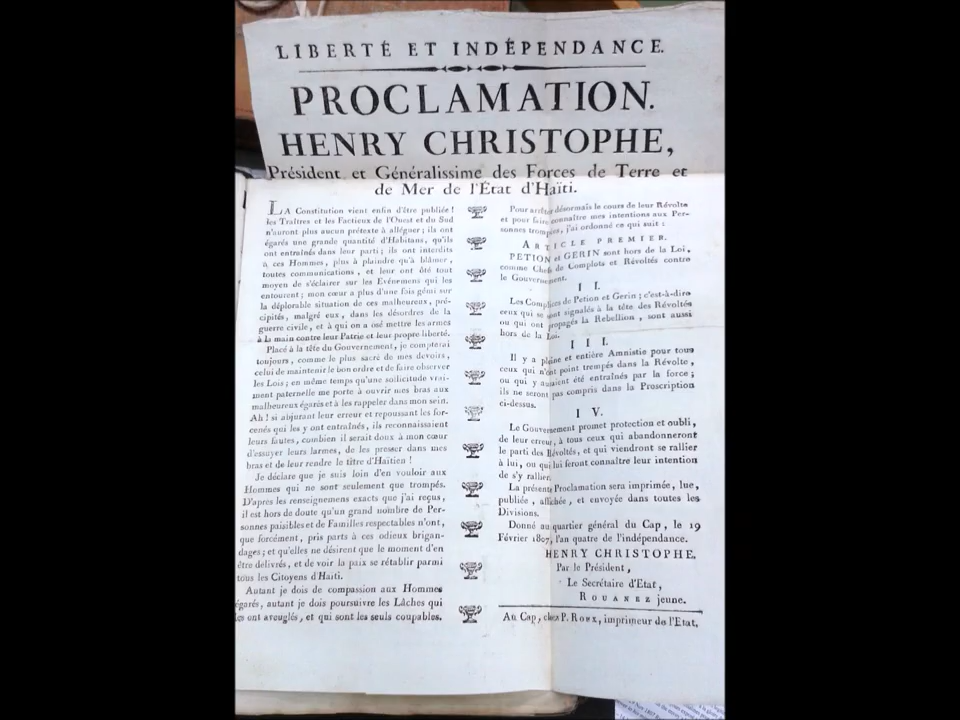 LIBERTÉ ET INDÉPENDANCE.
PROCLAMATION.
HENRY CHRISTOPHE,
Président et Généralissime des Forces de Terre et
de Mer de l'État d'Haïti.
LA Constitution vient enfin d'être publiée !
les Traîtres et les Factieux de l'Ouest et du Sud
n'auront plus aucun prétexte à alléguer ; ils ont
égarés une grande quantité d'Habitans, qu'ils
ont entraînés dans leur parti ; ils ont interdits
à ces Hommes, plus à plaindre qu'à blâmer,
toutes communications, et leur ont ôté tout
moyen de s'éclairer sur les Evénemens qui les
entourent ; mon cœur a plus d'une fois gémi sur
la déplorable situation de ces malheureux, pré-
cipités, malgré eux, dans les désordres de la
guerre civile, et à qui on a osé mettre les armes
à la main contre leur Patrie et leur propre liberté.
Placé à la tête du Gouvernement, je compterai
toujours, comme le plus sacré de mes devoirs,
celui de maintenir le bon ordre et de faire observer
les Lois ; en même temps qu'une sollicitude vrai-
ment paternelle me porte à ouvrir mes bras aux
malheureux égarés et à les rappeler dans mon sein.
Ah ! si abjurant leur erreur et repoussant les for-
cenés qui les y ont entraînés, ils reconnaissaient
leurs fautes, combien il serait doux à mon cœur
d'essuyer leurs larmes, de les presser dans mes
bras et de leur rendre le titre d'Haïtien !
Je déclare que je suis loin d'en vouloir aux
Hommes qui ne sont seulement que trompés.
D'apres les renseignemens exacts que j'ai reçus,
il est hors de doute qu'un grand nombre de Per-
sonnes paisibles et de Familles respectables n'ont,
que forcément, pris parts à ces odieux brigan-
dages ; et qu'elles ne désirent que le moment d'en
être delivrés, et de voir la paix se rétablir parmi
tous les Citoyens d'Haïti.
Autant je dois de compassion aux Hommes
égarés, autant je dois poursuivre les Lâches qui
les ont aveuglés, et qui sont les seuls coupables.
Pour arrêter désormais le cours de leur Révolte
et pour faire connaître mes intentions aux Per-
sonnes trompées, j'ai ordonné ce qui suit :
ARTICLE PREMIER.
PETION et GERIN sont hors de la Loi,
comme Chefs de Complots et Révoltés contre
le Gouvernement.
II.
Les Complices de Petion et Gerin ; c'est-à-dire
ceux qui se sont signalés à la tête des Révoltés
ou qui ont propagés la Rebellion, sont aussi
hors de la Loi.
III.
Il y a pleine et entière Amnistie pour tous
ceux qui n'ont point trempés dans la Révolte,
ou qui y auraient été entraînés par la force ;
ils ne seront pas compris dans la Proscription
ci-dessus.
IV.
Le Gouvernement promet protection et oubli,
de leur erreur, à tous ceux qui abandonneront
le parti des Révoltés, et qui viendront se rallier
à lui, ou qui lui feront connaître leur intention
de s'y rallier.
La présente Proclamation sera imprimée, lue,
publiée, affichée, et envoyée dans toutes les
Divisions.
Donné au quartier général du Cap, le 19
Février 1807, l'an quatre de l'indépendance.
HENRY CHRISTOPHE.
Par le Président,
Le Secrétaire d'Etat,
ROUANEZ jeune.
Au Cap, chez P. Roux, imprimeur de l'Etat.